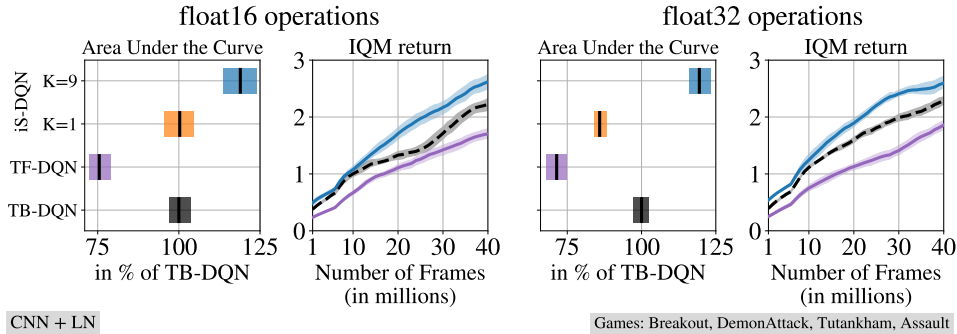 float16 operations
Area Under the Curve
IQM return
iS-DQN
K=9
K=1
TF-DQN
TB-DQN
75
100
125
in % of TB-DQN
3
2
1
0
1
10
20
30
40
Number of Frames
(in millions)
float32 operations
Area Under the Curve
IQM return
75
100
125
in % of TB-DQN
3
2
1
0
1
10
20
30
40
Number of Frames
(in millions)
CNN + LN
Games: Breakout, DemonAttack, Tutankham, Assault